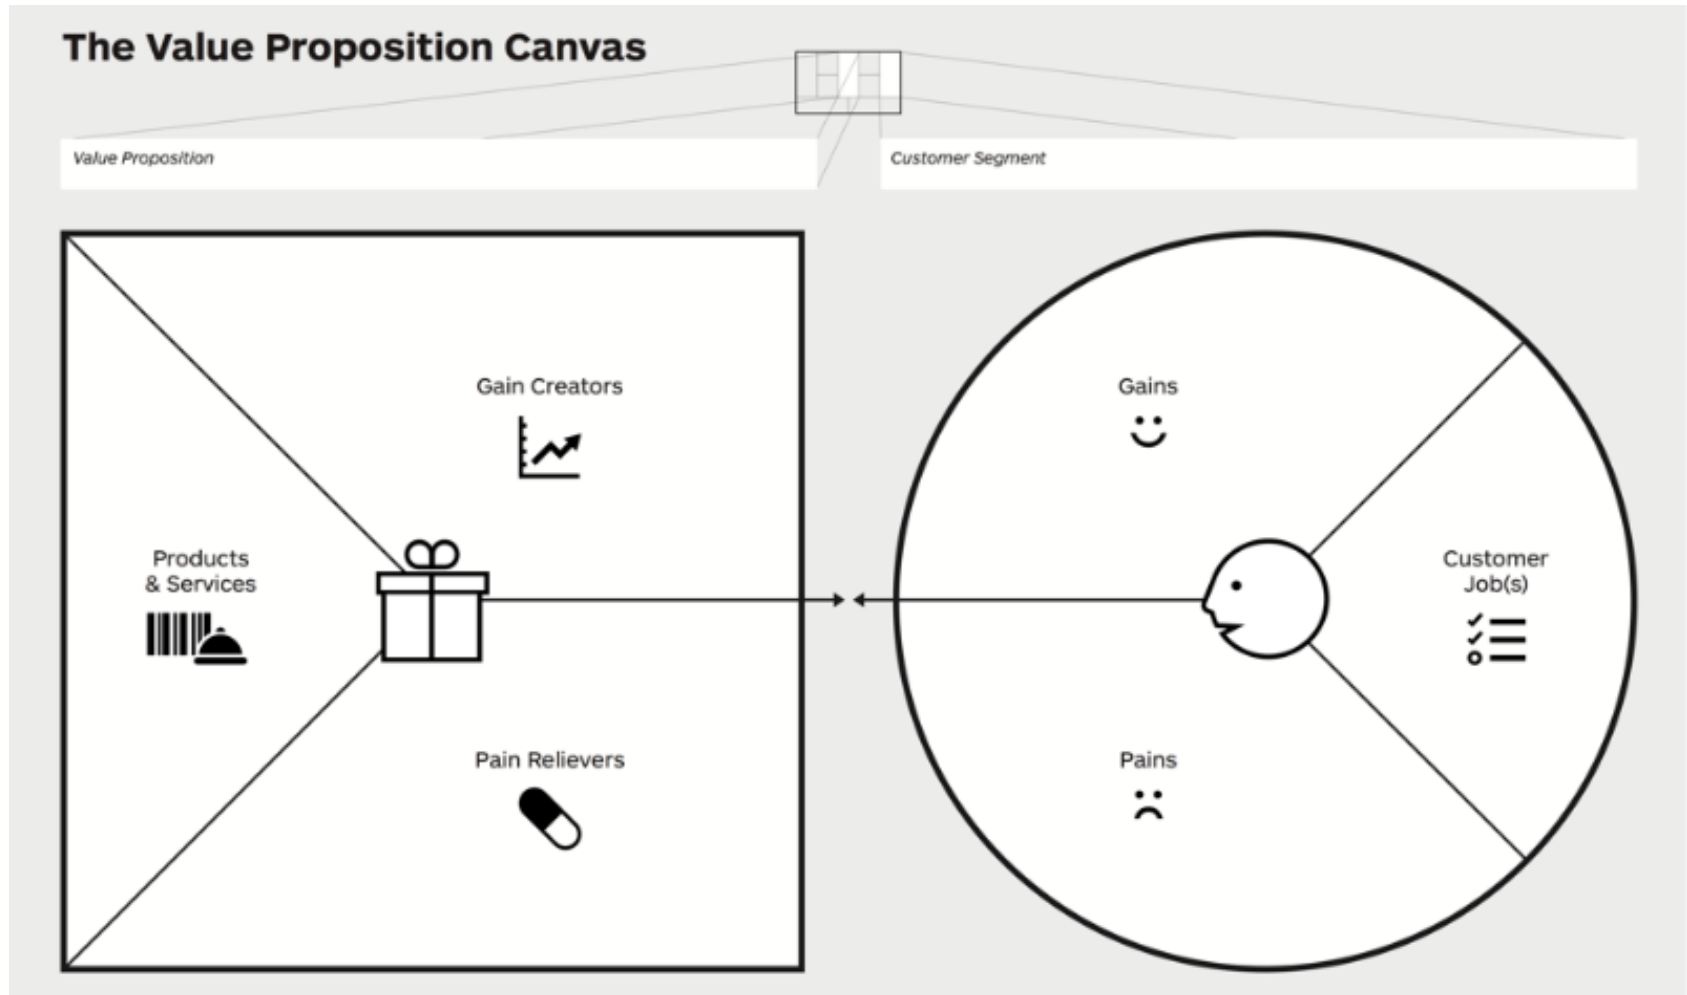 The Value Proposition Canvas
Value Proposition
Customer Segment
Gain Creators
Products
& Services
Pain Relievers
Gains
Customer
Job(s)
Pains